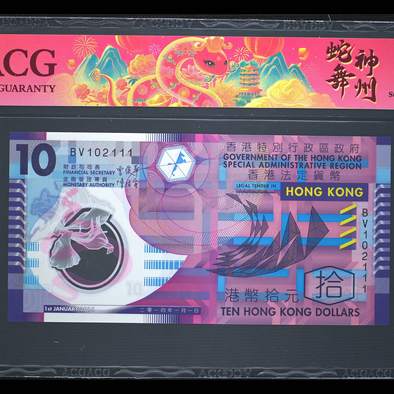 ACG
GUARANTY
神州
蛇舞
10
BV102111
財政司司長
FINANCIAL SECRETARY
金融管理專員
MONETARY AUTHORITY
香港特別行政區政府
GOVERNMENT OF THE HONG KONG
SPECIAL ADMINISTRATIVE REGION
香港法定貨幣
LEGAL TENDER IN
HONG KONG
BV102111
拾
港幣拾元
TEN HONG KONG DOLLARS
1st JANUARY
二零一四年一月一日
ACG